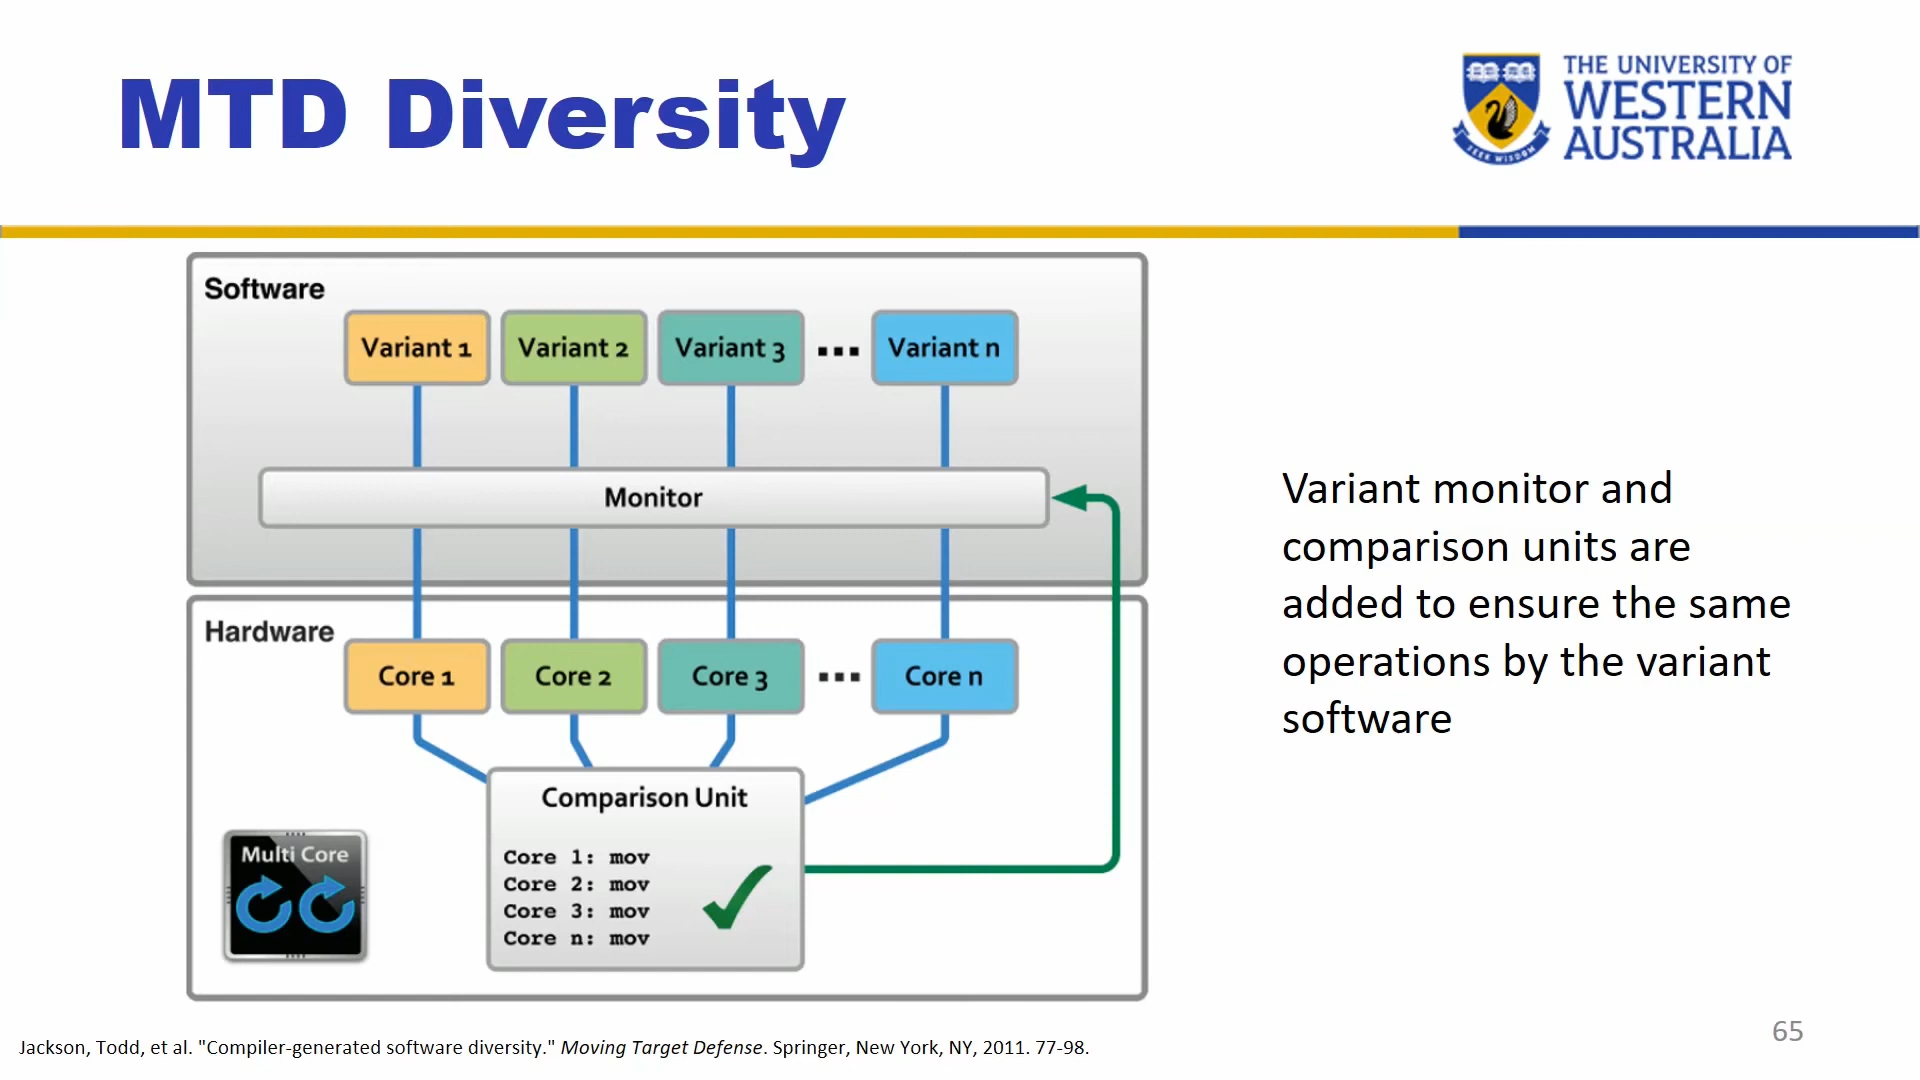 MTD Diversity
THE UNIVERSITY OF
WESTERN
AUSTRALIA
SEEK WISDOM
Software
Variant 1
Variant 2
Variant 3
...
Variant n
Monitor
Hardware
Core 1
Core 2
Core 3
...
Core n
Comparison Unit
Core 1: mov
Core 2: mov
Core 3: mov
Core n: mov
Multi Core
Variant monitor and
comparison units are
added to ensure the same
operations by the variant
software
Jackson, Todd, et al. "Compiler-generated software diversity." Moving Target Defense. Springer, New York, NY, 2011. 77-98.
65